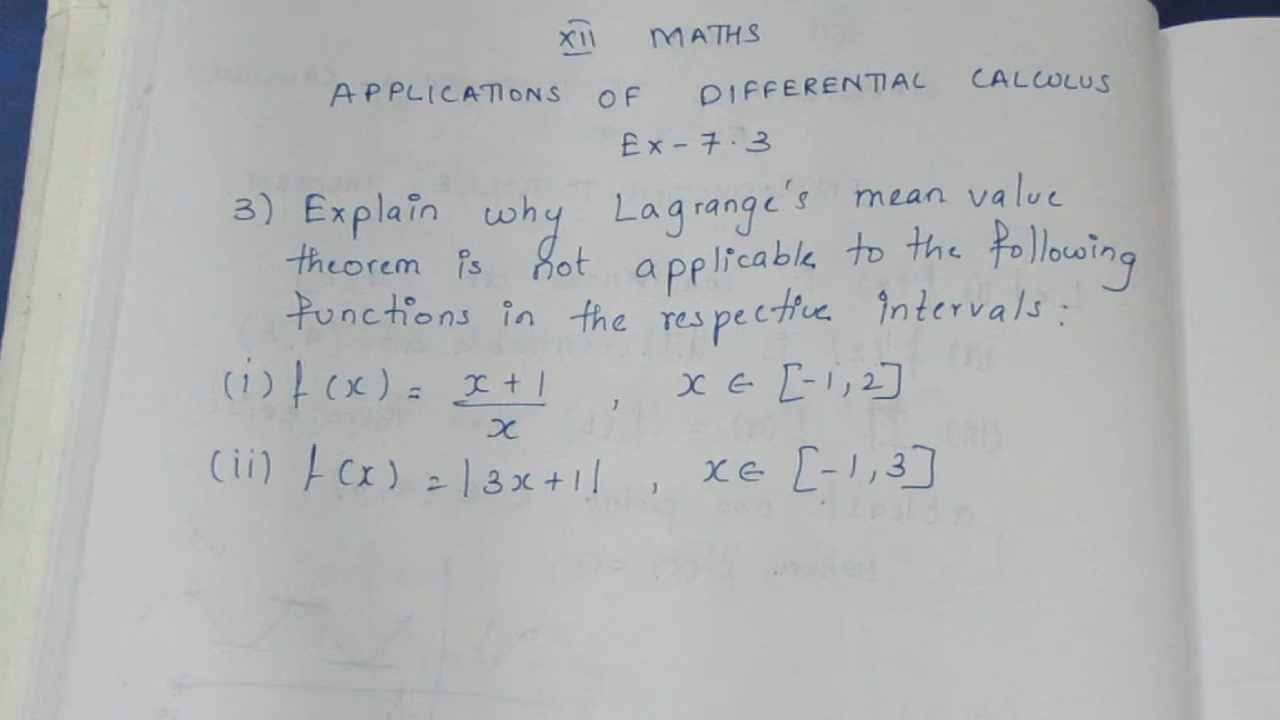 XII MATHS
APPLICATIONS OF DIFFERENTIAL CALCULUS
Ex - 7.3
3) Explain why Lagrange's mean value
theorem is not applicable to the following
functions in the respective intervals:
(i) f(x) = x+1/x , x ∈ [-1,2]
(ii) f(x) = |3x+1| , x ∈ [-1,3]